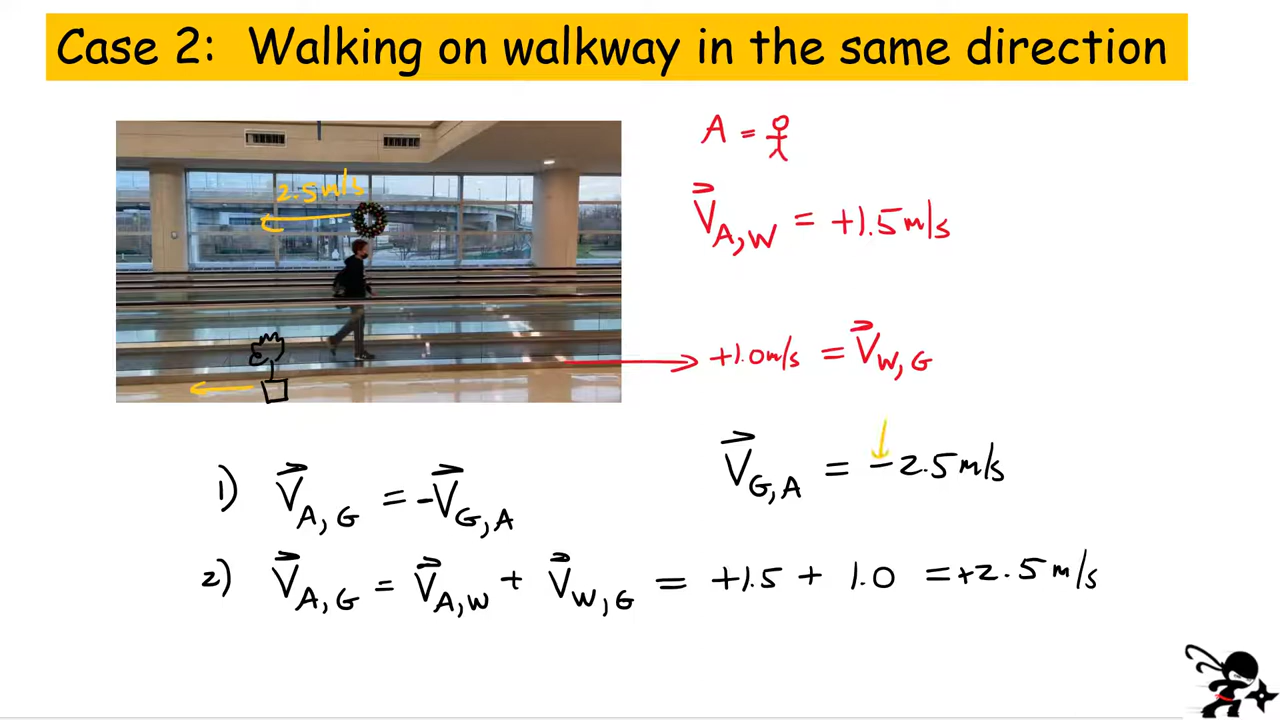 Case 2: Walking on walkway in the same direction
A =
2.5 m/s
V⃗A,W = +1.5 m/s
+1.0 m/s = V⃗W,G
V⃗G,A = -2.5 m/s
1) V⃗A,G = -V⃗G,A
2) V⃗A,G = V⃗A,W + V⃗W,G = +1.5 + 1.0 = +2.5 m/s